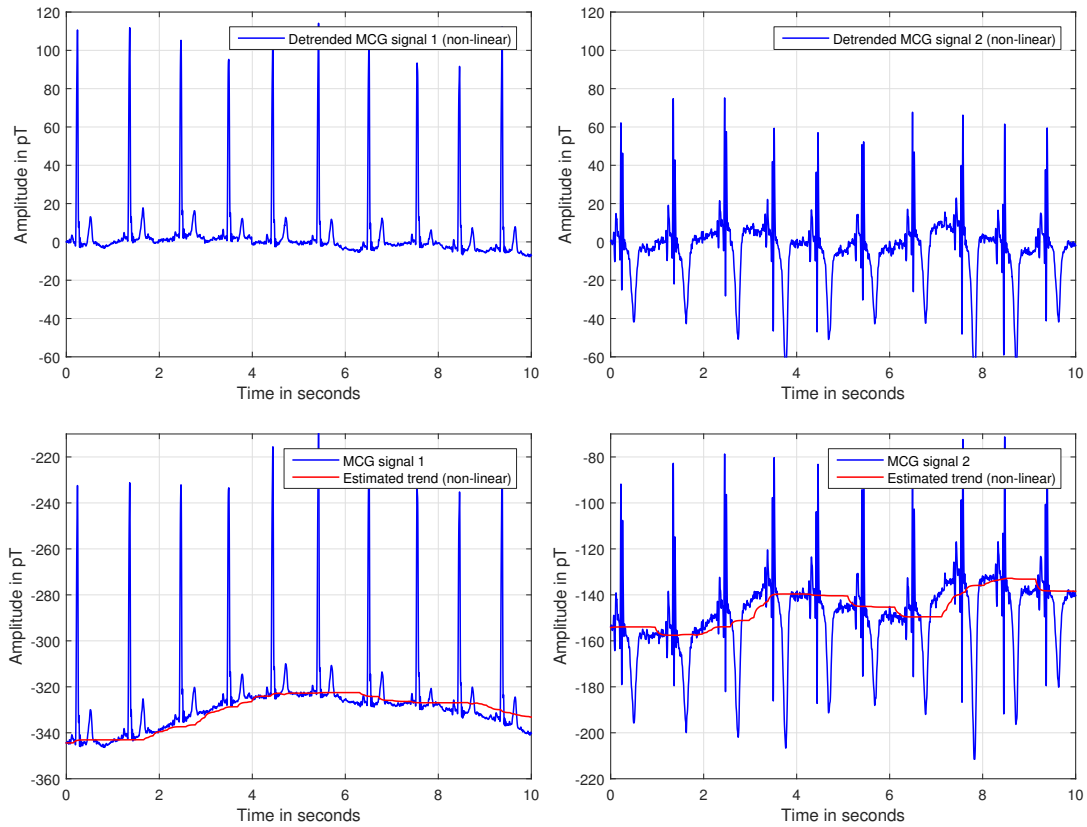 120
100
80
60
40
20
0
-20
-40
-60
Amplitude in pT
Detrended MCG signal 1 (non-linear)
0 2 4 6 8 10
Time in seconds
120
100
80
60
40
20
0
-20
-40
-60
Amplitude in pT
Detrended MCG signal 2 (non-linear)
0 2 4 6 8 10
Time in seconds
-220
-240
-260
-280
-300
-320
-340
-360
Amplitude in pT
MCG signal 1
Estimated trend (non-linear)
0 2 4 6 8 10
Time in seconds
-80
-100
-120
-140
-160
-180
-200
-220
Amplitude in pT
MCG signal 2
Estimated trend (non-linear)
0 2 4 6 8 10
Time in seconds